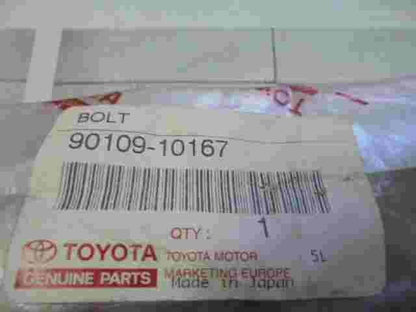 BOLT
90109-10167
QTY: 1
TOYOTA TOYOTA MOTOR 5L
GENUINE PARTS MARKETING EUROPE
Made in Japan